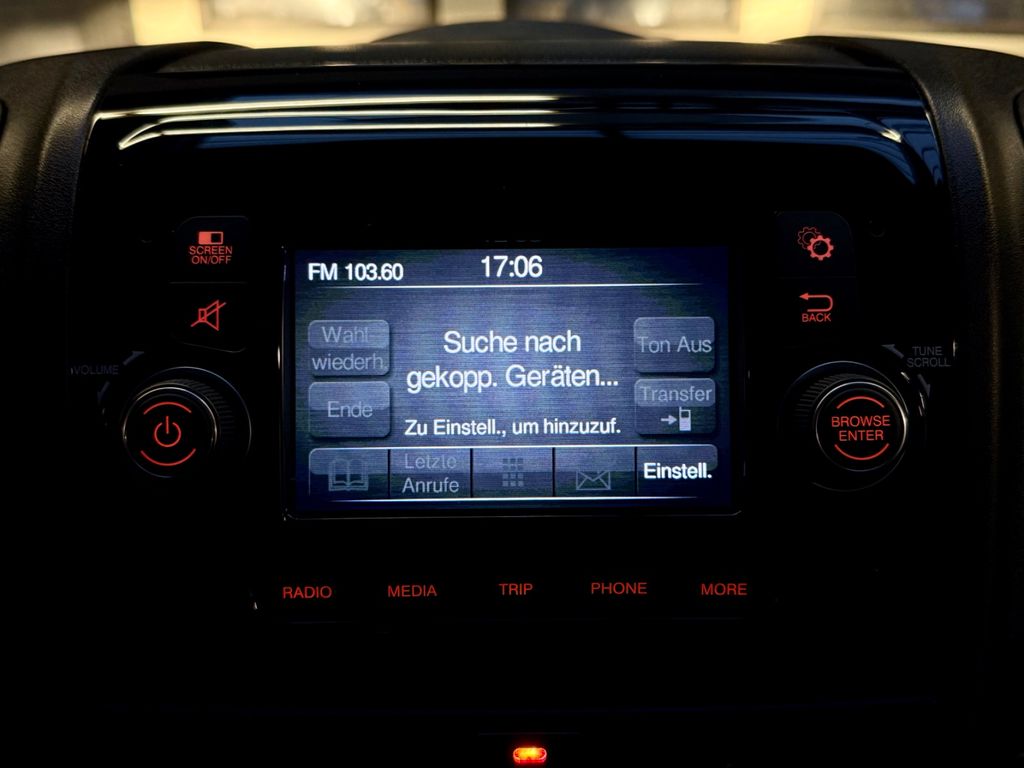 SCREEN
ON/OFF
VOLUME
FM 103.60
17:06
Wahl
wiederh.
Suche nach
gekopp. Geräten...
Ton Aus
Ende
Zu Einstell., um hinzuzuf.
Transfer
Letzte
Anrufe
Einstell.
BACK
TUNE
SCROLL
BROWSE
ENTER
RADIO
MEDIA
TRIP
PHONE
MORE